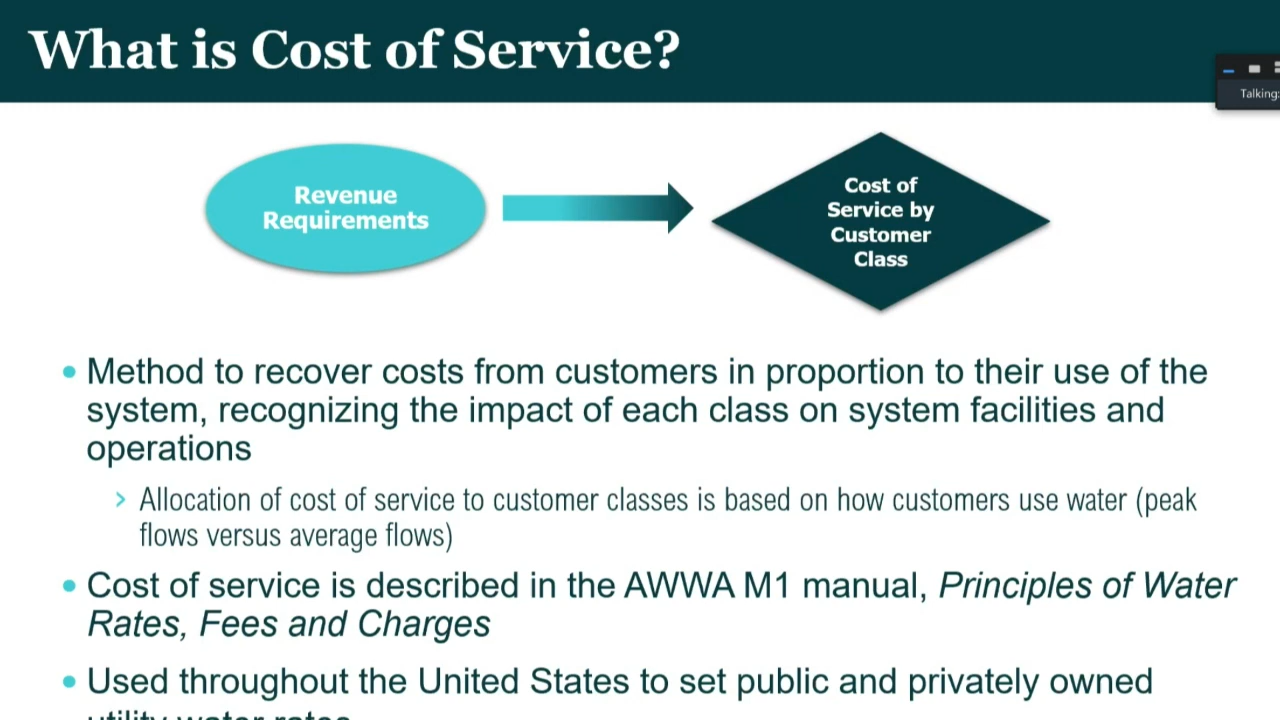 What is Cost of Service?
Talking:
Revenue
Requirements
Cost of
Service by
Customer
Class
• Method to recover costs from customers in proportion to their use of the
system, recognizing the impact of each class on system facilities and
operations
› Allocation of cost of service to customer classes is based on how customers use water (peak
flows versus average flows)
• Cost of service is described in the AWWA M1 manual, Principles of Water
Rates, Fees and Charges
• Used throughout the United States to set public and privately owned
utility water rates